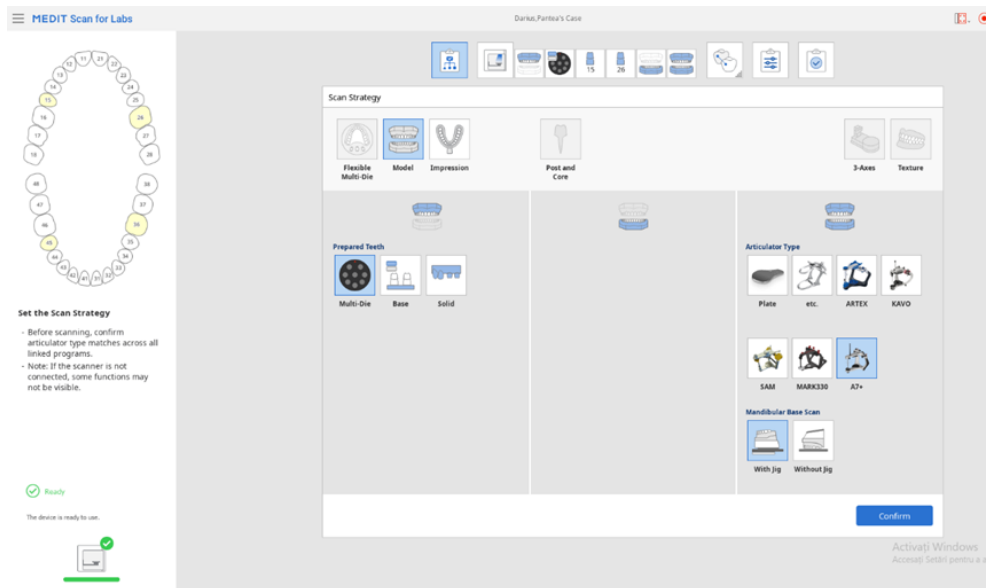 MEDIT Scan for Labs
Darius,Pantea's Case
15
26
Scan Strategy
Flexible Multi-Die
Model
Impression
Post and Core
3-Axes
Texture
Prepared Teeth
Multi-Die
Base
Solid
Articulator Type
Plate
etc.
ARTEX
KAVO
SAM
MARK330
A7+
Mandibular Base Scan
With Jig
Without Jig
Confirm
11
21
12
22
13
23
14
24
15
25
16
26
17
27
18
28
48
38
47
37
46
36
45
35
44
34
43
33
42
32
41
31
Set the Scan Strategy
- Before scanning, confirm
articulator type matches across all
linked programs.
- Note: If the scanner is not
connected, some functions may
not be visible.
Ready
The device is ready to use.
Activați Windows
Accesați Setări pentru a